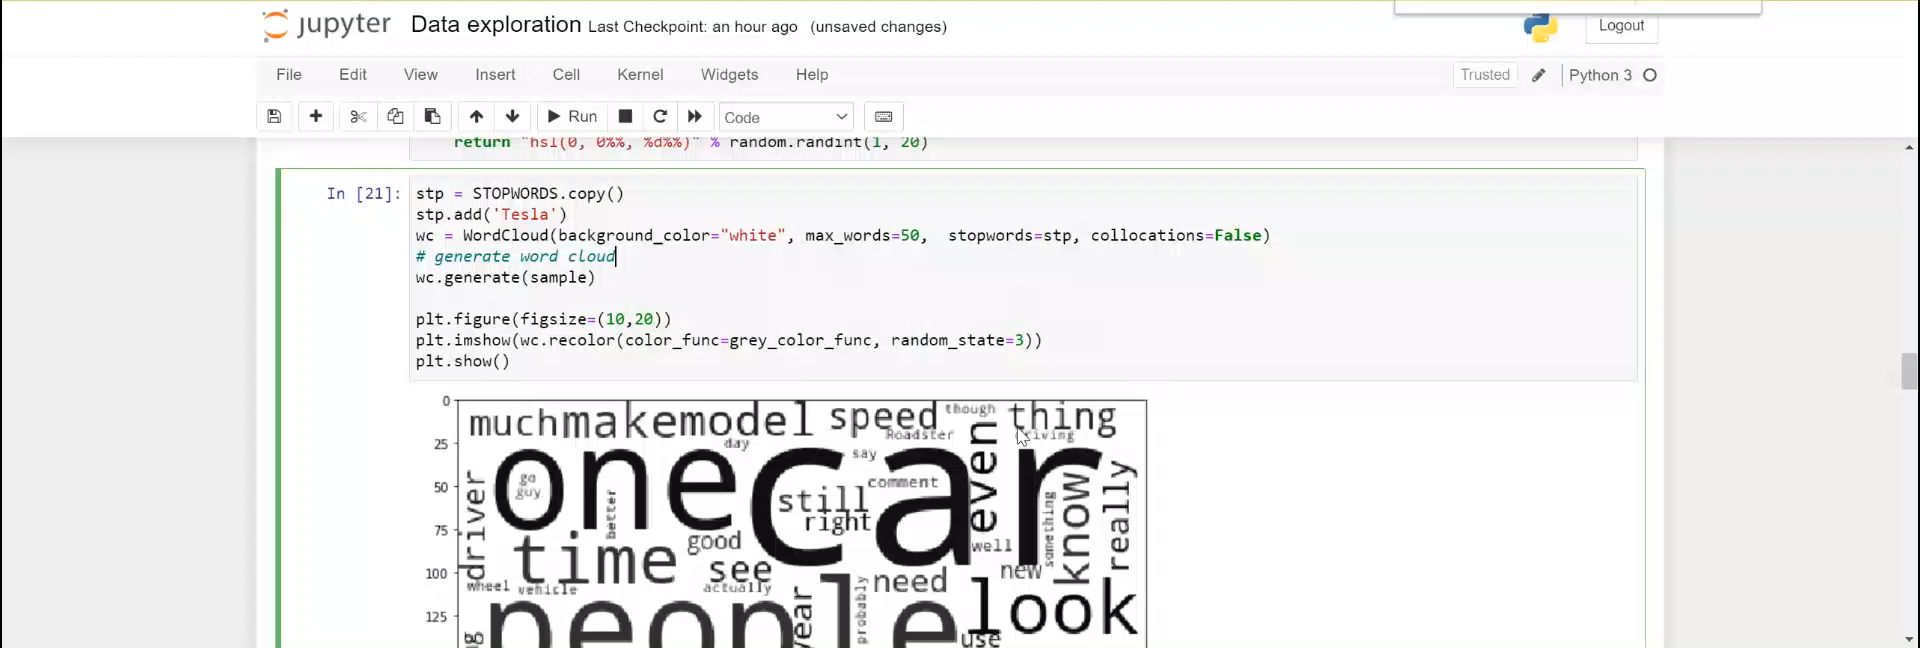 jupyter Data exploration Last Checkpoint: an hour ago (unsaved changes)
Logout
File Edit View Insert Cell Kernel Widgets Help
Trusted Python 3
Run Code
return "hsl(0, 0%%, %d%%)" % random.randint(1, 20)
In [21]: stp = STOPWORDS.copy()
stp.add('Tesla')
wc = WordCloud(background_color="white", max_words=50,  stopwords=stp, collocations=False)
# generate word cloud
wc.generate(sample)
plt.figure(figsize=(10,20))
plt.imshow(wc.recolor(color_func=grey_color_func, random_state=3))
plt.show()
0
25
50
75
100
125
much make model speed though thing
day Roadster driving
one car say even
go guy better still comment
right driver
time good see well something know really
wheel vehicle actually need new
people year probably look
use